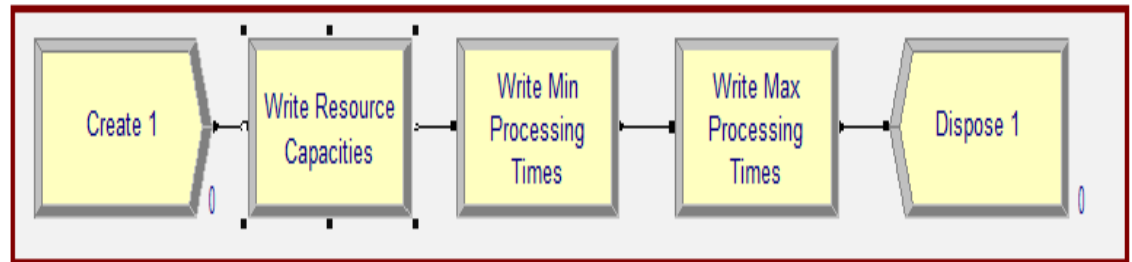 Create 1
0
Write Resource
Capacities
Write Min
Processing
Times
Write Max
Processing
Times
Dispose 1
0